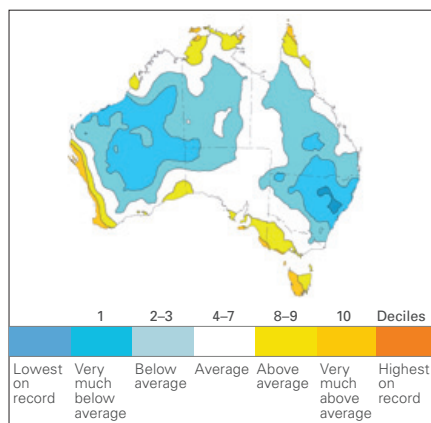 1 2–3 4–7 8–9 10 Deciles
Lowest on record
Very much below average
Below average
Average
Above average
Very much above average
Highest on record